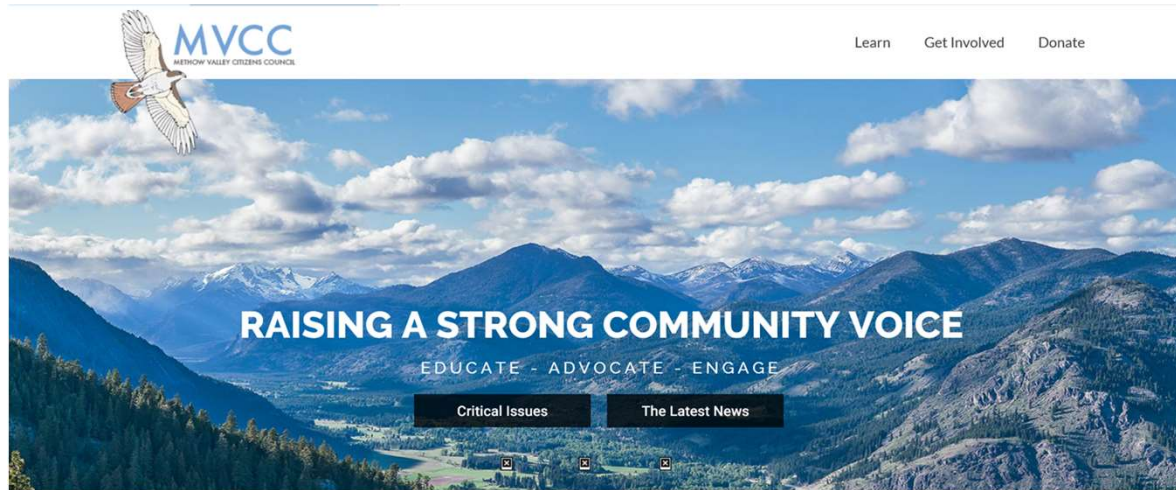 MVCC
METHOW VALLEY CITIZENS COUNCIL
Learn Get Involved Donate
RAISING A STRONG COMMUNITY VOICE
EDUCATE - ADVOCATE - ENGAGE
Critical Issues The Latest News